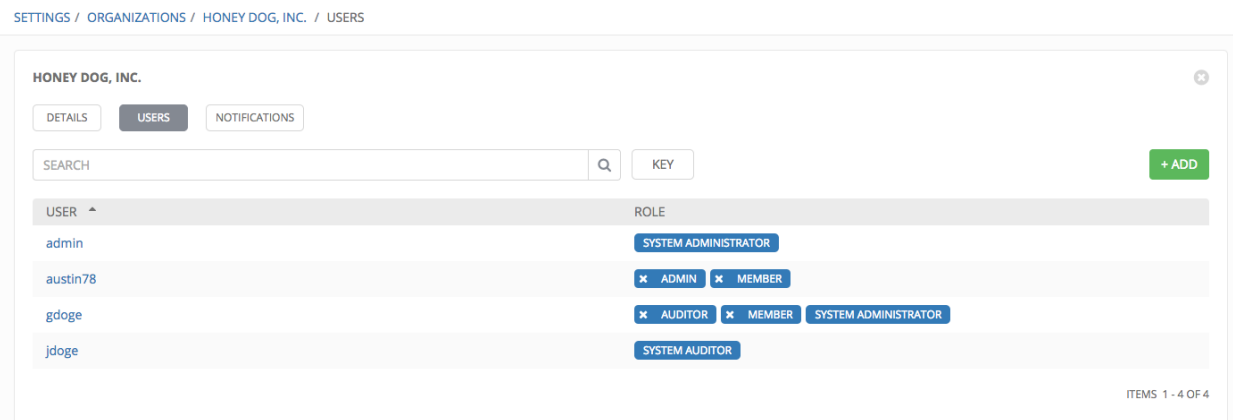 SETTINGS / ORGANIZATIONS / HONEY DOG, INC. / USERS
HONEY DOG, INC.
DETAILS USERS NOTIFICATIONS
SEARCH KEY + ADD
USER ROLE
admin SYSTEM ADMINISTRATOR
austin78 ADMIN MEMBER
gdoge AUDITOR MEMBER SYSTEM ADMINISTRATOR
jdoge SYSTEM AUDITOR
ITEMS 1 - 4 OF 4